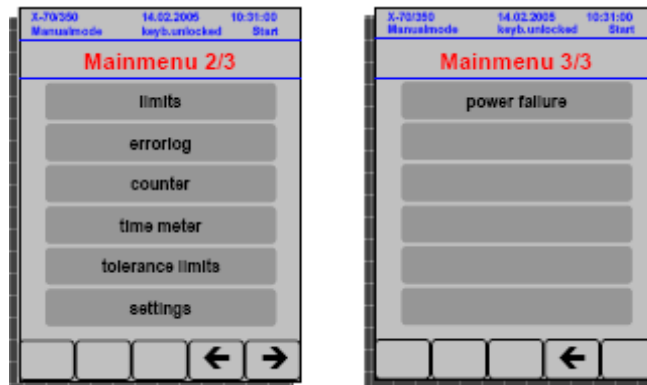 X-70/350 14.02.2005 10:31:00
Manualmode keyb.unlocked Start
Mainmenu 2/3
limits
errorlog
counter
time meter
tolerance limits
settings
X-70/350 14.02.2005 10:31:00
Manualmode keyb.unlocked Start
Mainmenu 3/3
power failure